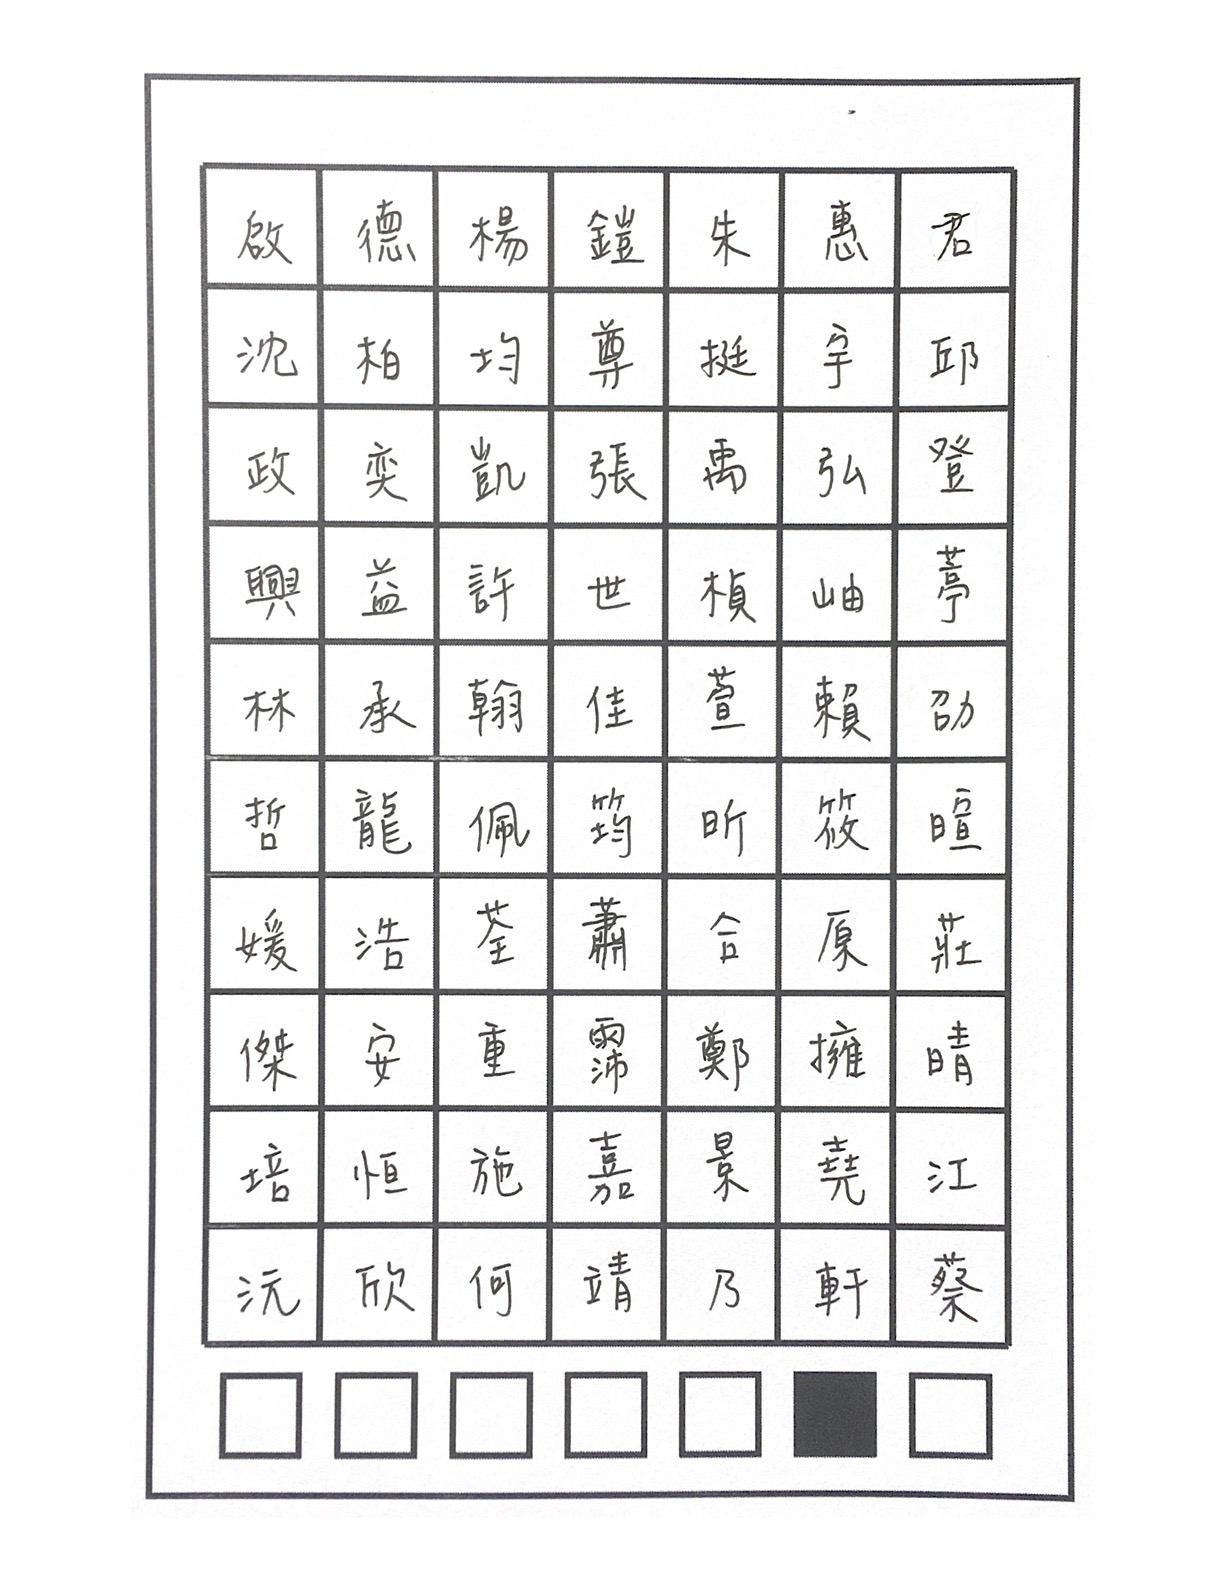 啟德楊鎧朱惠君
沈柏均尊挺宇邱
政奕凱張禹弘登
興益許世楨岫葶
林承翰佳萱賴劭
哲龍佩筠昕筱暄
媛浩荃蕭合原莊
傑安重霈鄭擁晴
培恒施嘉景堯江
沅欣何靖乃軒蔡